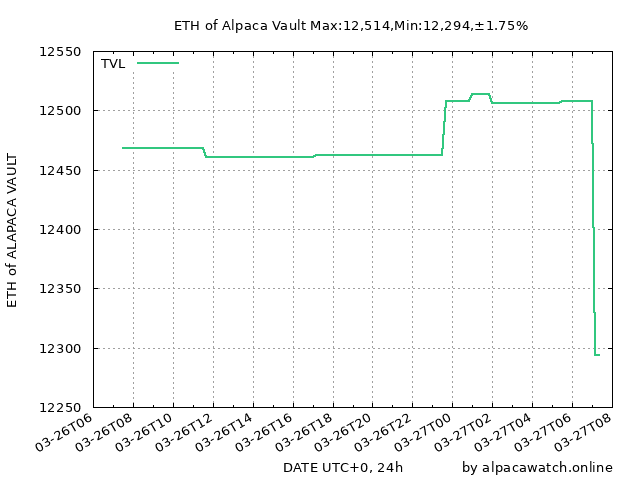 ETH of Alpaca Vault Max:12,514,Min:12,294,±1.75%
TVL
ETH of ALAPACA VAULT
12550
12500
12450
12400
12350
12300
12250
03-26T06
03-26T08
03-26T10
03-26T12
03-26T14
03-26T16
03-26T18
03-26T20
03-26T22
03-27T00
03-27T02
03-27T04
03-27T06
03-27T08
DATE UTC+0, 24h
by alpacawatch.online